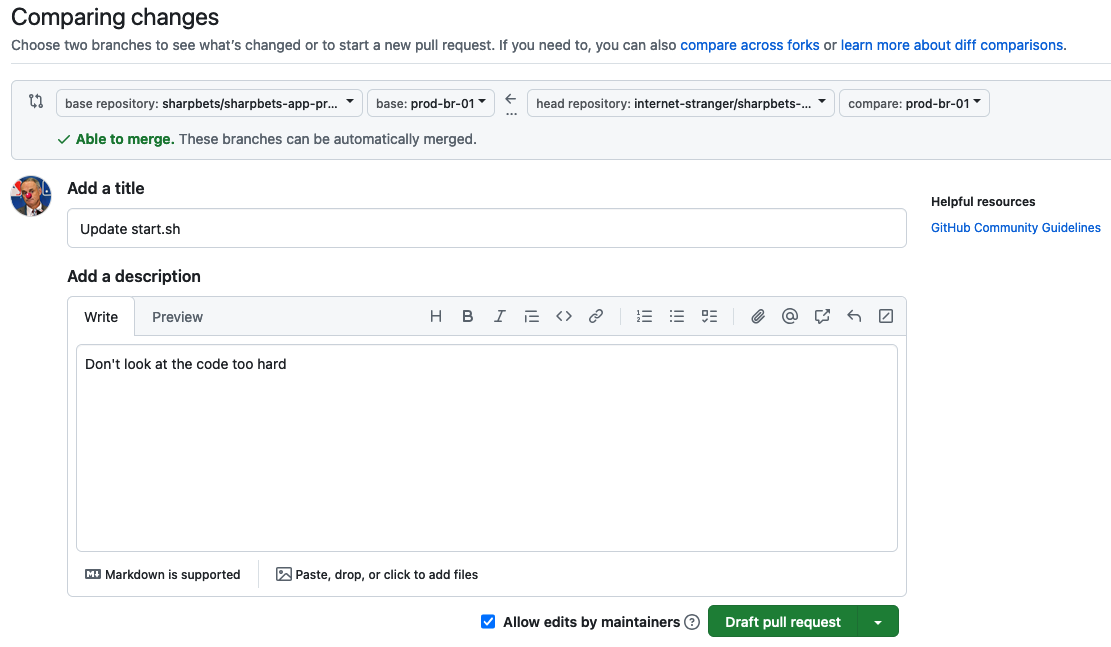 Comparing changes
Choose two branches to see what's changed or to start a new pull request. If you need to, you can also compare across forks or learn more about diff comparisons.
base repository: sharpbets/sharpbets-app-pr... base: prod-br-01 head repository: internet-stranger/sharpbets-... compare: prod-br-01
Able to merge. These branches can be automatically merged.
Add a title
Helpful resources
Update start.sh
GitHub Community Guidelines
Add a description
Write Preview
Don't look at the code too hard
Markdown is supported Paste, drop, or click to add files
Allow edits by maintainers Draft pull request